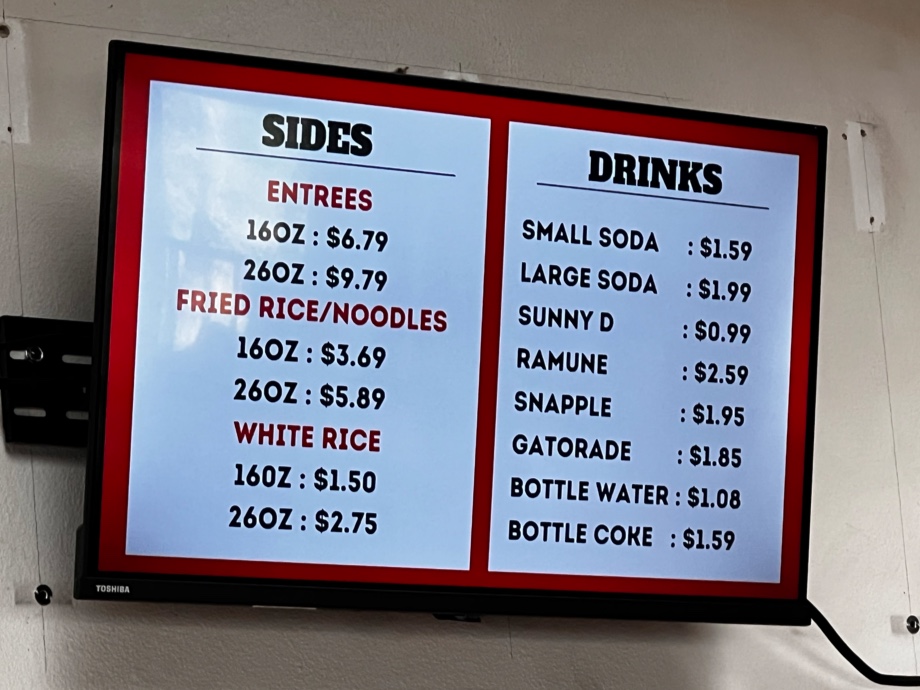 SIDES
ENTREES
16OZ : $6.79
26OZ : $9.79
FRIED RICE/NOODLES
16OZ : $3.69
26OZ : $5.89
WHITE RICE
16OZ : $1.50
26OZ : $2.75
DRINKS
SMALL SODA : $1.59
LARGE SODA : $1.99
SUNNY D : $0.99
RAMUNE : $2.59
SNAPPLE : $1.95
GATORADE : $1.85
BOTTLE WATER : $1.08
BOTTLE COKE : $1.59
TOSHIBA